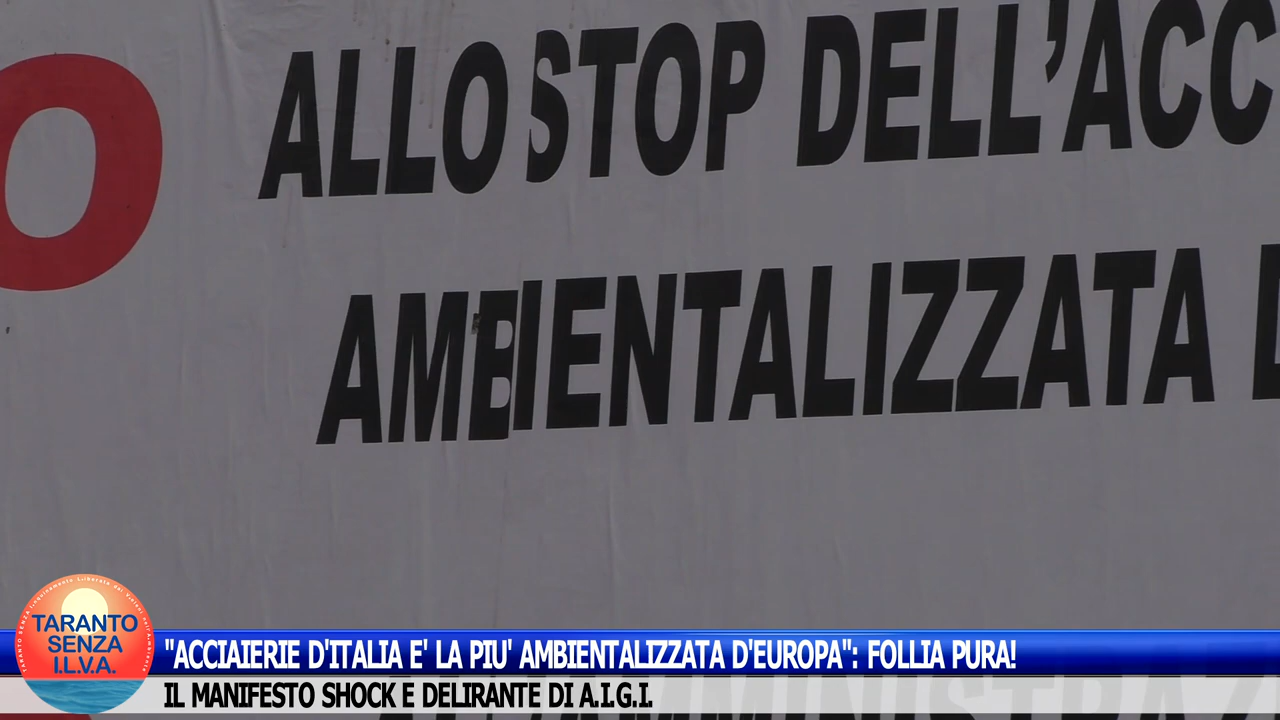 O
ALLO STOP DELL'ACC
AMBIENTALIZZATA
TARANTO
SENZA
I.L.V.A.
"ACCIAIERIE D'ITALIA E' LA PIU' AMBIENTALIZZATA D'EUROPA": FOLLIA PURA!
IL MANIFESTO SHOCK E DELIRANTE DI A.I.G.I.